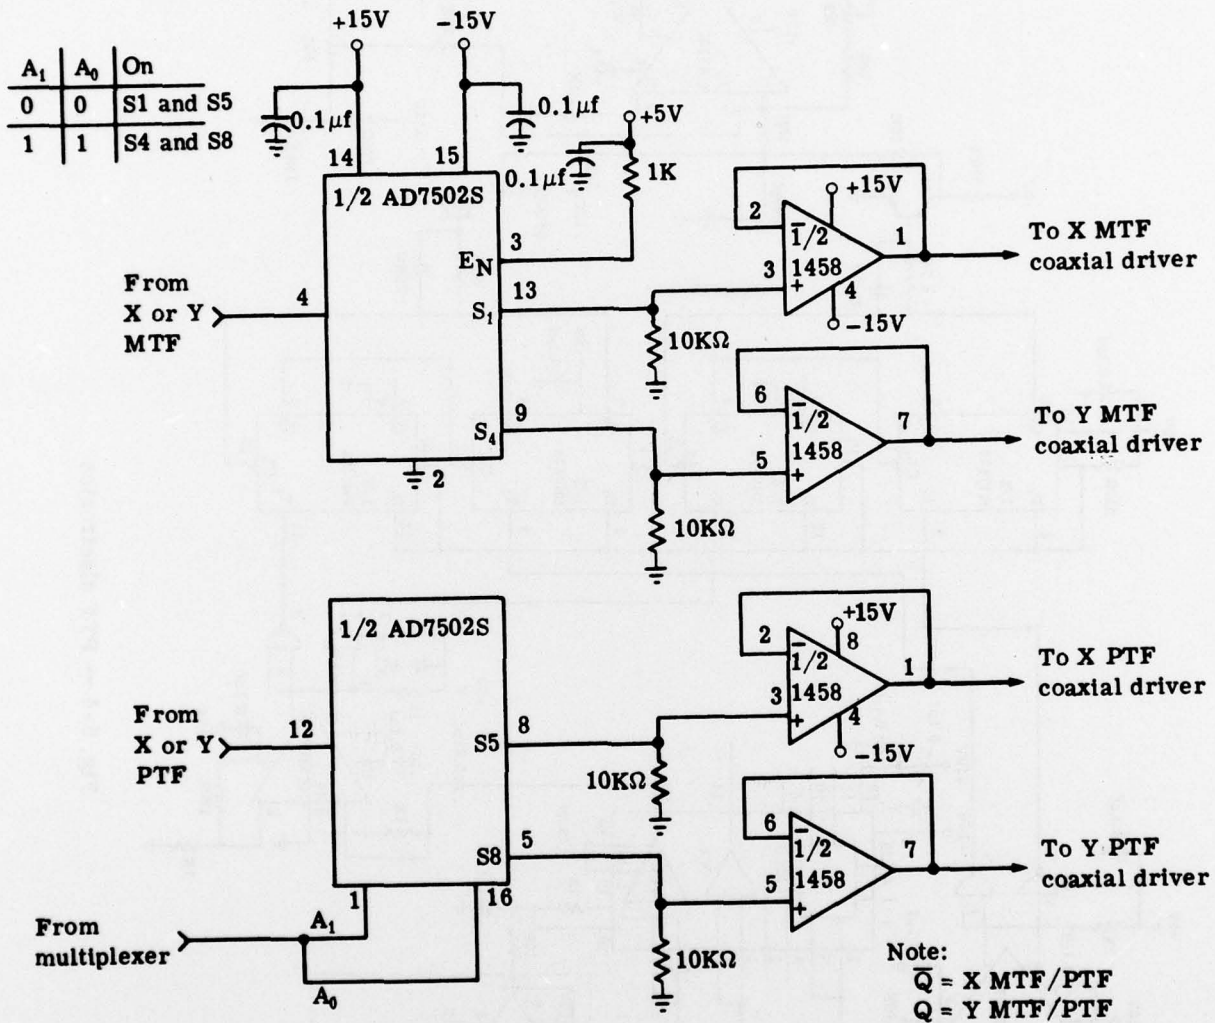 +15V
-15V
A₁ A₀ On
0 0 S1 and S5
1 1 S4 and S8
0.1μf
0.1μf
+5V
0.1μf
1K
14
15
1/2 AD7502S
3
E_N
13
S₁
From
X or Y
MTF
4
9
S₄
2
10KΩ
10KΩ
2
+15V
1/2
1458
1
3
4
-15V
To X MTF
coaxial driver
6
1/2
1458
7
5
To Y MTF
coaxial driver
1/2 AD7502S
From
X or Y
PTF
12
8
S5
5
S8
1
16
From
multiplexer
A₁
A₀
10KΩ
10KΩ
2
+15V
8
1/2
1458
1
3
4
-15V
To X PTF
coaxial driver
6
1/2
1458
7
5
To Y PTF
coaxial driver
Note:
Q̅ = X MTF/PTF
Q = Y MTF/PTF